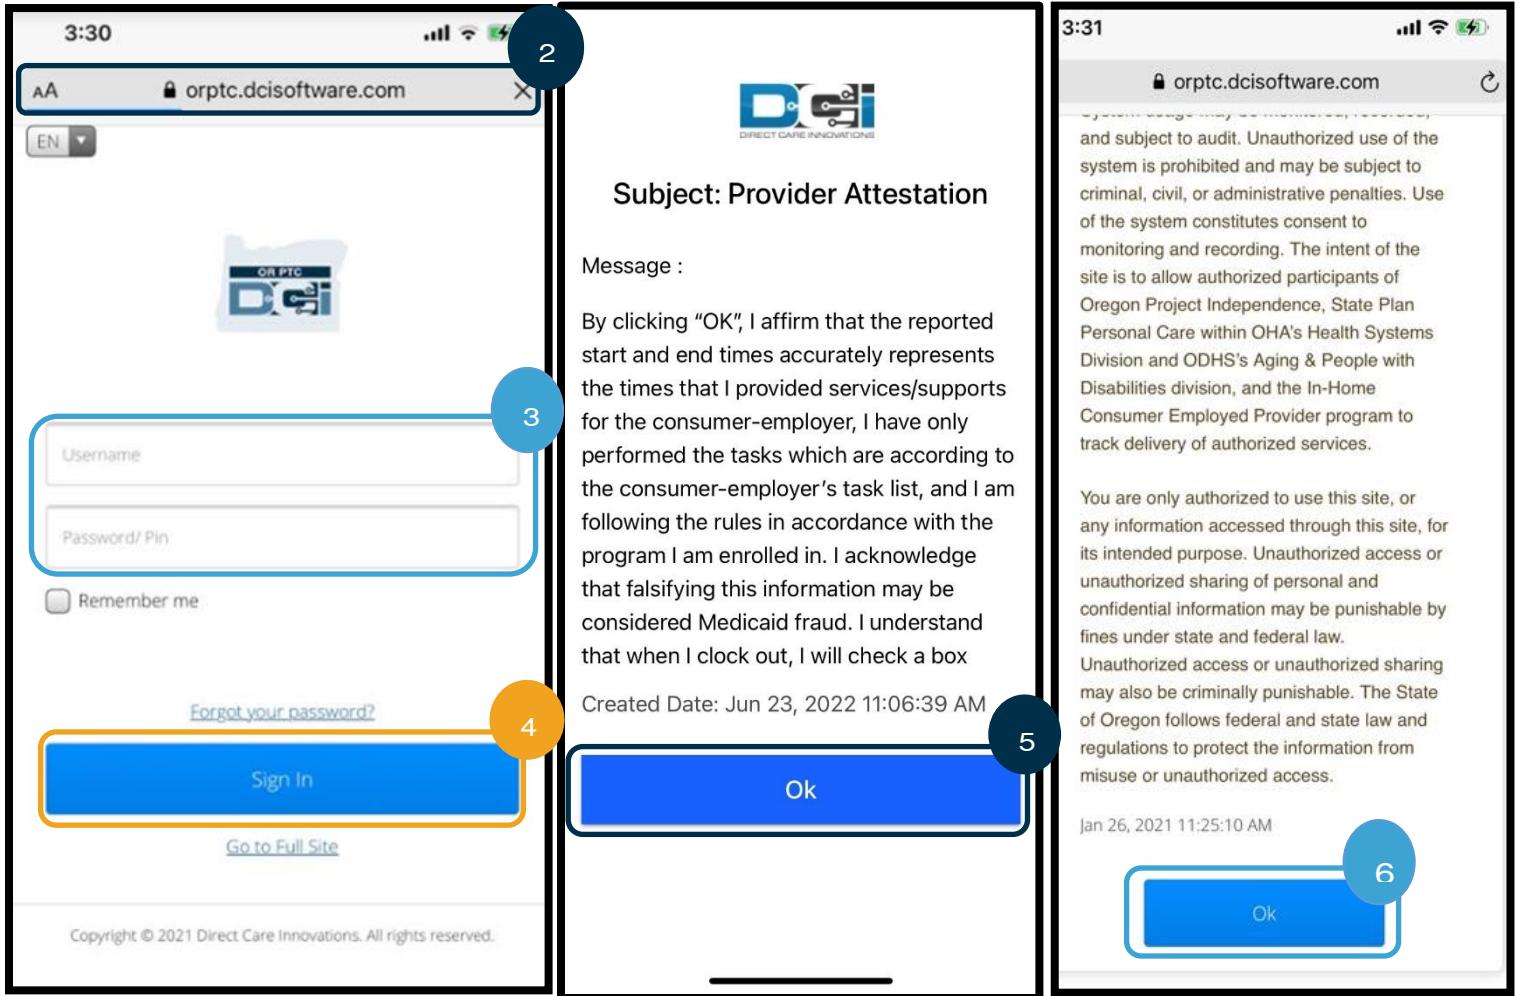 3:30
2
AA orptc.dcisoftware.com
EN
OR PTC
DCi
3
Username
Password/ Pin
Remember me
Forgot your password?
4
Sign In
Go to Full Site
Copyright © 2021 Direct Care Innovations. All rights reserved.
DCi
DIRECT CARE INNOVATIONS
Subject: Provider Attestation
Message :
By clicking “OK”, I affirm that the reported
start and end times accurately represents
the times that I provided services/supports
for the consumer-employer, I have only
performed the tasks which are according to
the consumer-employer’s task list, and I am
following the rules in accordance with the
program I am enrolled in. I acknowledge
that falsifying this information may be
considered Medicaid fraud. I understand
that when I clock out, I will check a box
Created Date: Jun 23, 2022 11:06:39 AM
5
Ok
3:31
orptc.dcisoftware.com
System usage may be monitored, recorded,
and subject to audit. Unauthorized use of the
system is prohibited and may be subject to
criminal, civil, or administrative penalties. Use
of the system constitutes consent to
monitoring and recording. The intent of the
site is to allow authorized participants of
Oregon Project Independence, State Plan
Personal Care within OHA’s Health Systems
Division and ODHS’s Aging & People with
Disabilities division, and the In-Home
Consumer Employed Provider program to
track delivery of authorized services.
You are only authorized to use this site, or
any information accessed through this site, for
its intended purpose. Unauthorized access or
unauthorized sharing of personal and
confidential information may be punishable by
fines under state and federal law.
Unauthorized access or unauthorized sharing
may also be criminally punishable. The State
of Oregon follows federal and state law and
regulations to protect the information from
misuse or unauthorized access.
Jan 26, 2021 11:25:10 AM
6
Ok